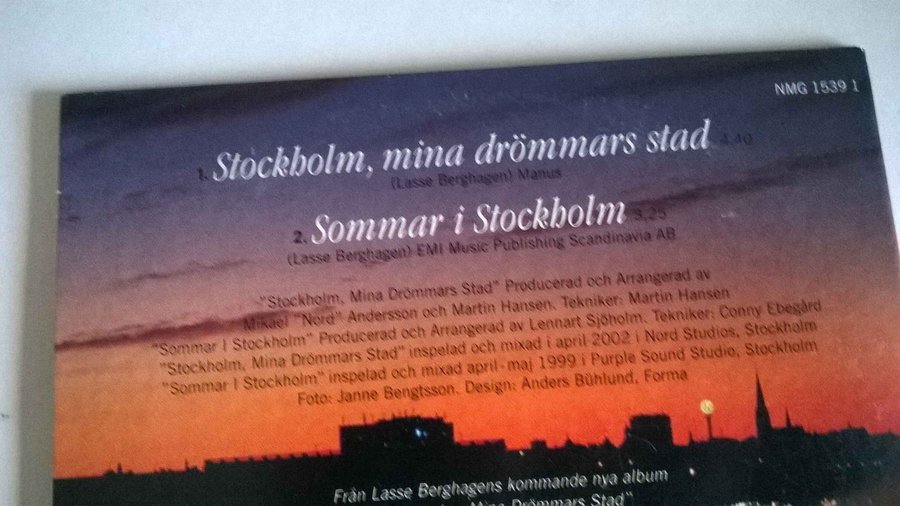 NMG 1539 1
1. Stockholm, mina drömmars stad 4,40
(Lasse Berghagen) Manus
2. Sommar i Stockholm 3,25
(Lasse Berghagen) EMI Music Publishing Scandinavia AB
"Stockholm, Mina Drömmars Stad" Producerad och Arrangerad av
Mikael "Nord" Andersson och Martin Hansen. Tekniker: Martin Hansen
"Sommar I Stockholm" Producerad och Arrangerad av Lennart Sjöholm. Tekniker: Conny Ebegård
"Stockholm, Mina Drömmars Stad" inspelad och mixad i april 2002 i Nord Studios, Stockholm
"Sommar I Stockholm" inspelad och mixad april-maj 1999 i Purple Sound Studio, Stockholm
Foto: Janne Bengtsson. Design: Anders Bühlund, Forma
Från Lasse Berghagens kommande nya album
Mina Drömmars Stad"